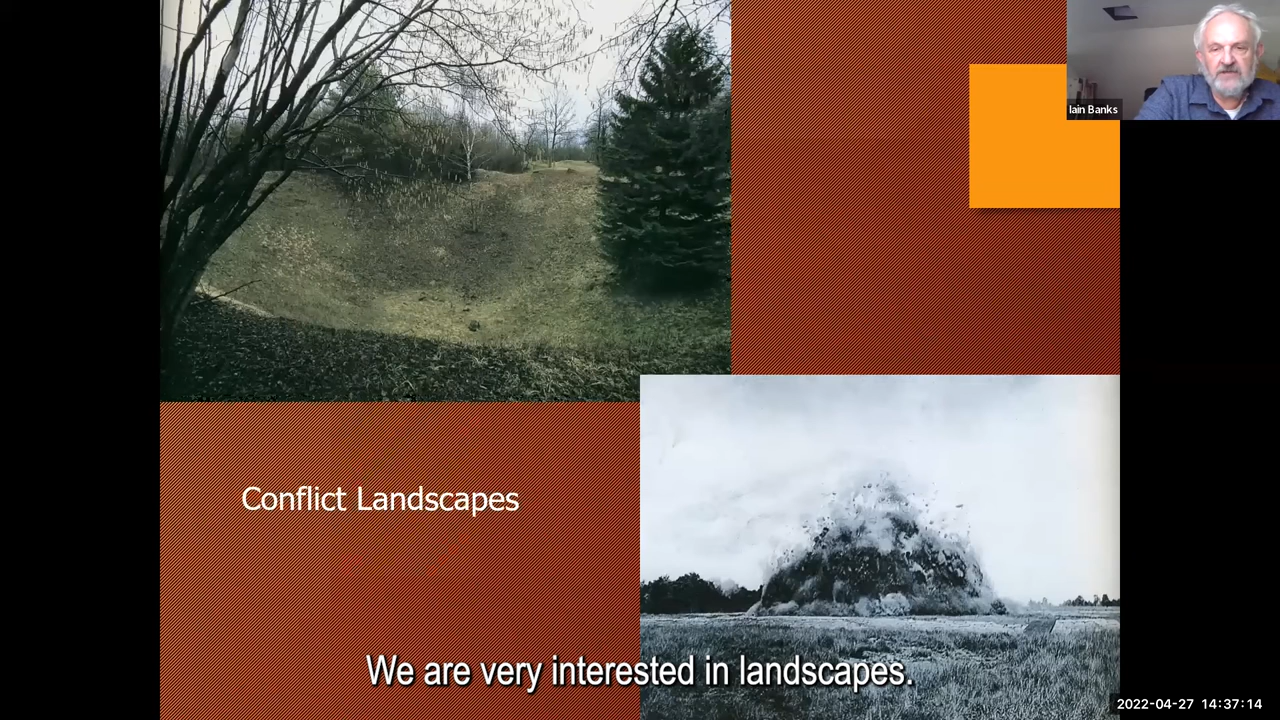 Iain Banks
Conflict Landscapes
We are very interested in landscapes.
2022-04-27 14:37:14